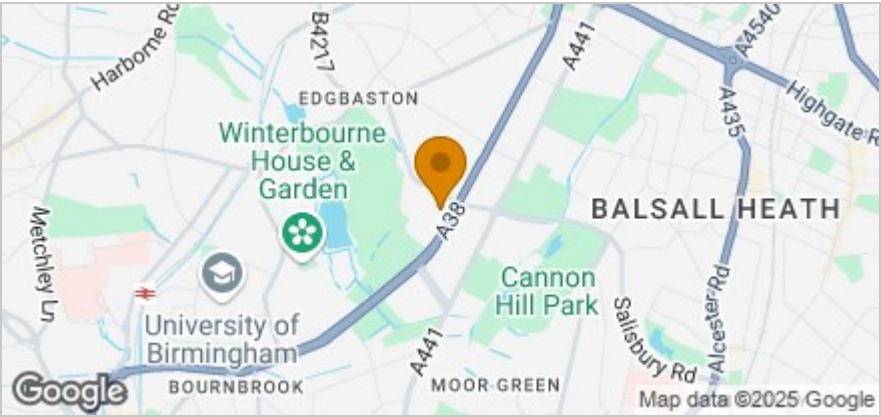 Harborne Rd
B4217
A441
A4540
EDGBASTON
A435
Highgate R
Winterbourne
House &
Garden
A38
BALSALL HEATH
Metchley Ln
Cannon
Hill Park
University of
Birmingham
A441
Salisbury Rd
Alcester Rd
BOURNBROOK
MOOR GREEN
Google
Map data ©2025 Google